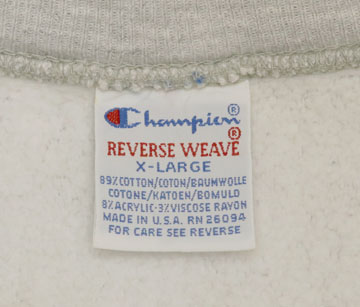 Champion®
REVERSE WEAVE®
X-LARGE
89% COTTON/COTON/BAUMWOLLE
COTONE/KATOEN/BOMULD
8% ACRYLIC-3% VISCOSE RAYON
MADE IN U.S.A. RN 26094
FOR CARE SEE REVERSE